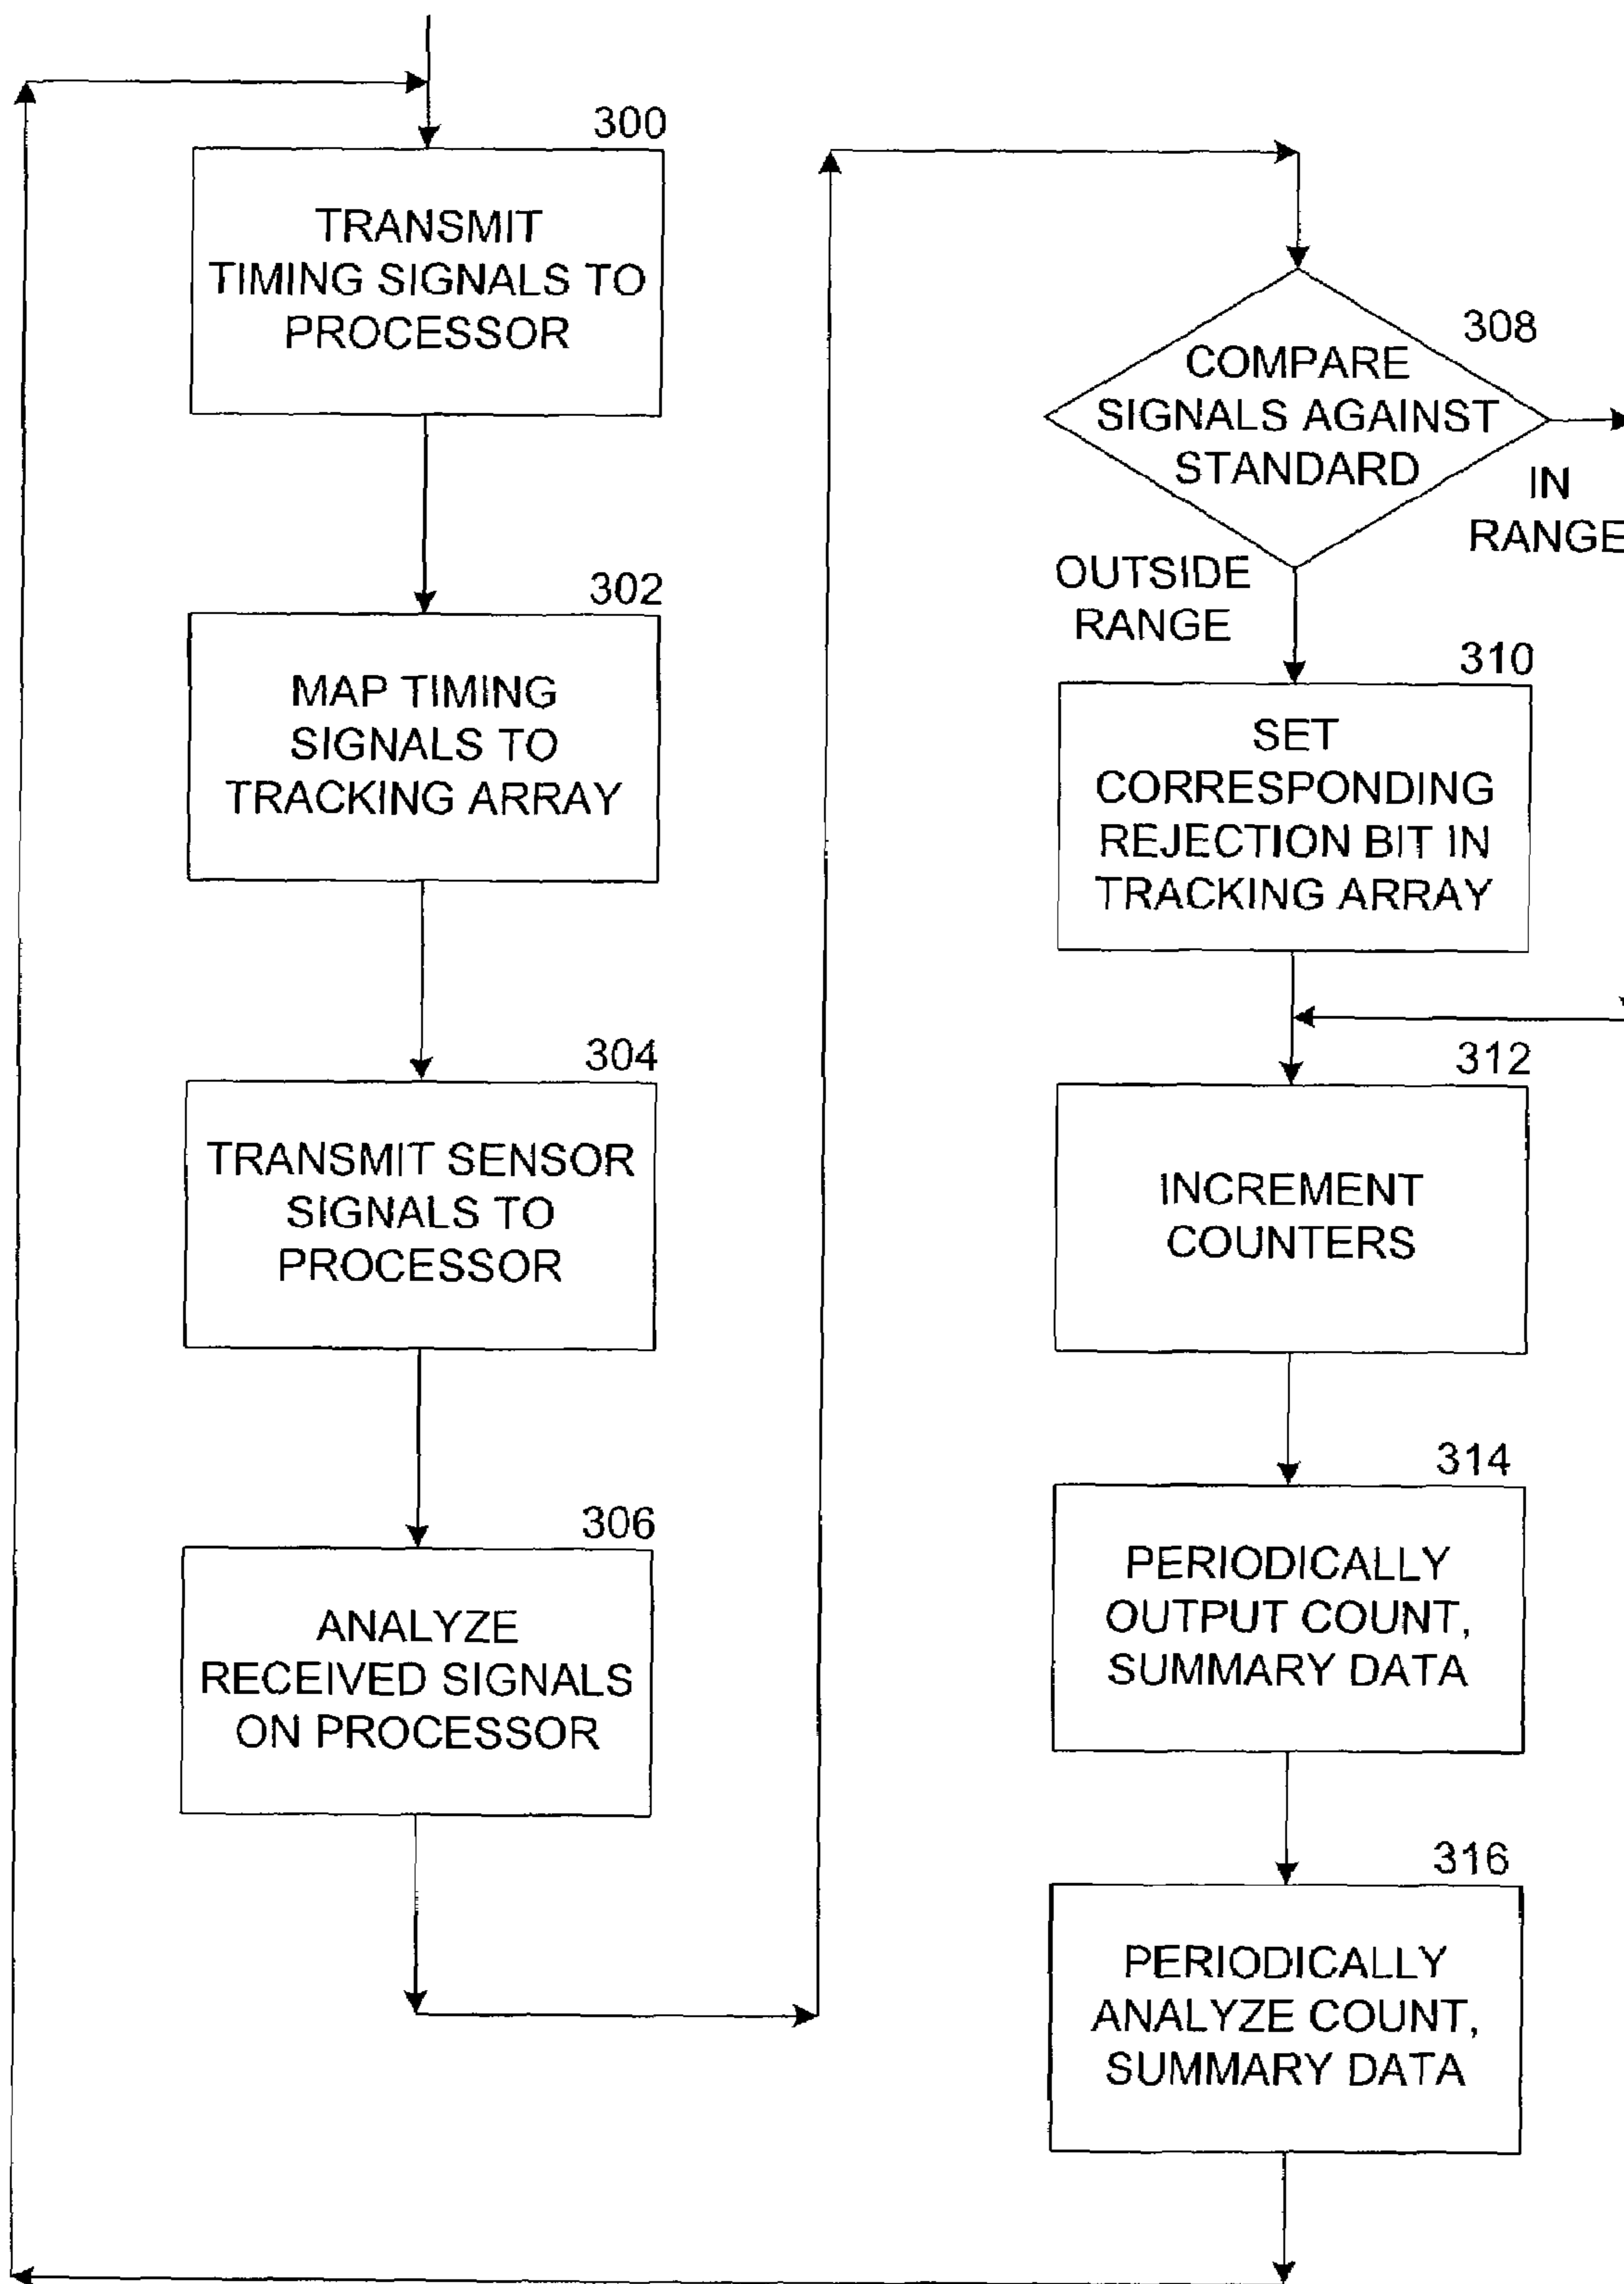 300
TRANSMIT
TIMING SIGNALS TO
PROCESSOR
302
MAP TIMING
SIGNALS TO
TRACKING ARRAY
304
TRANSMIT SENSOR
SIGNALS TO
PROCESSOR
306
ANALYZE
RECEIVED SIGNALS
ON PROCESSOR
308
COMPARE
SIGNALS AGAINST
STANDARD
IN
RANGE
OUTSIDE
RANGE
310
SET
CORRESPONDING
REJECTION BIT IN
TRACKING ARRAY
312
INCREMENT
COUNTERS
314
PERIODICALLY
OUTPUT COUNT,
SUMMARY DATA
316
PERIODICALLY
ANALYZE COUNT,
SUMMARY DATA